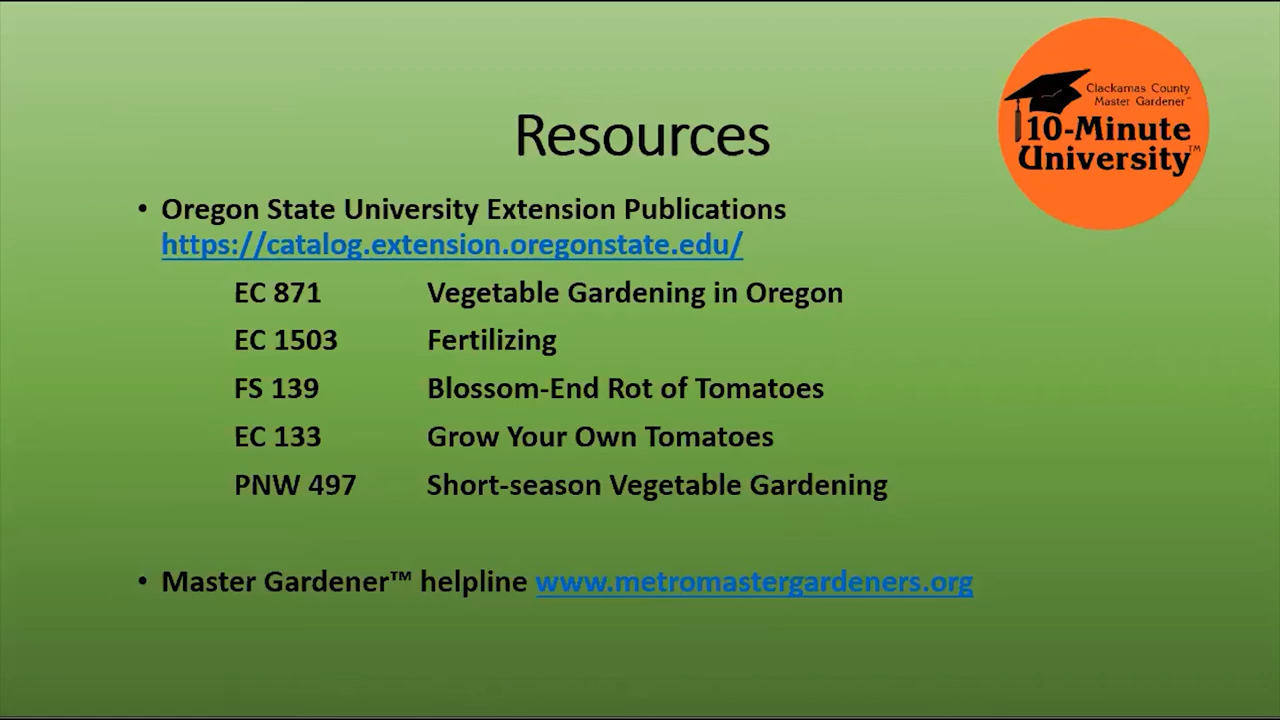 Clackamas County
Master Gardener™
10-Minute
University™
Resources
• Oregon State University Extension Publications
https://catalog.extension.oregonstate.edu/
EC 871 Vegetable Gardening in Oregon
EC 1503 Fertilizing
FS 139 Blossom-End Rot of Tomatoes
EC 133 Grow Your Own Tomatoes
PNW 497 Short-season Vegetable Gardening
• Master Gardener™ helpline www.metromastergardeners.org